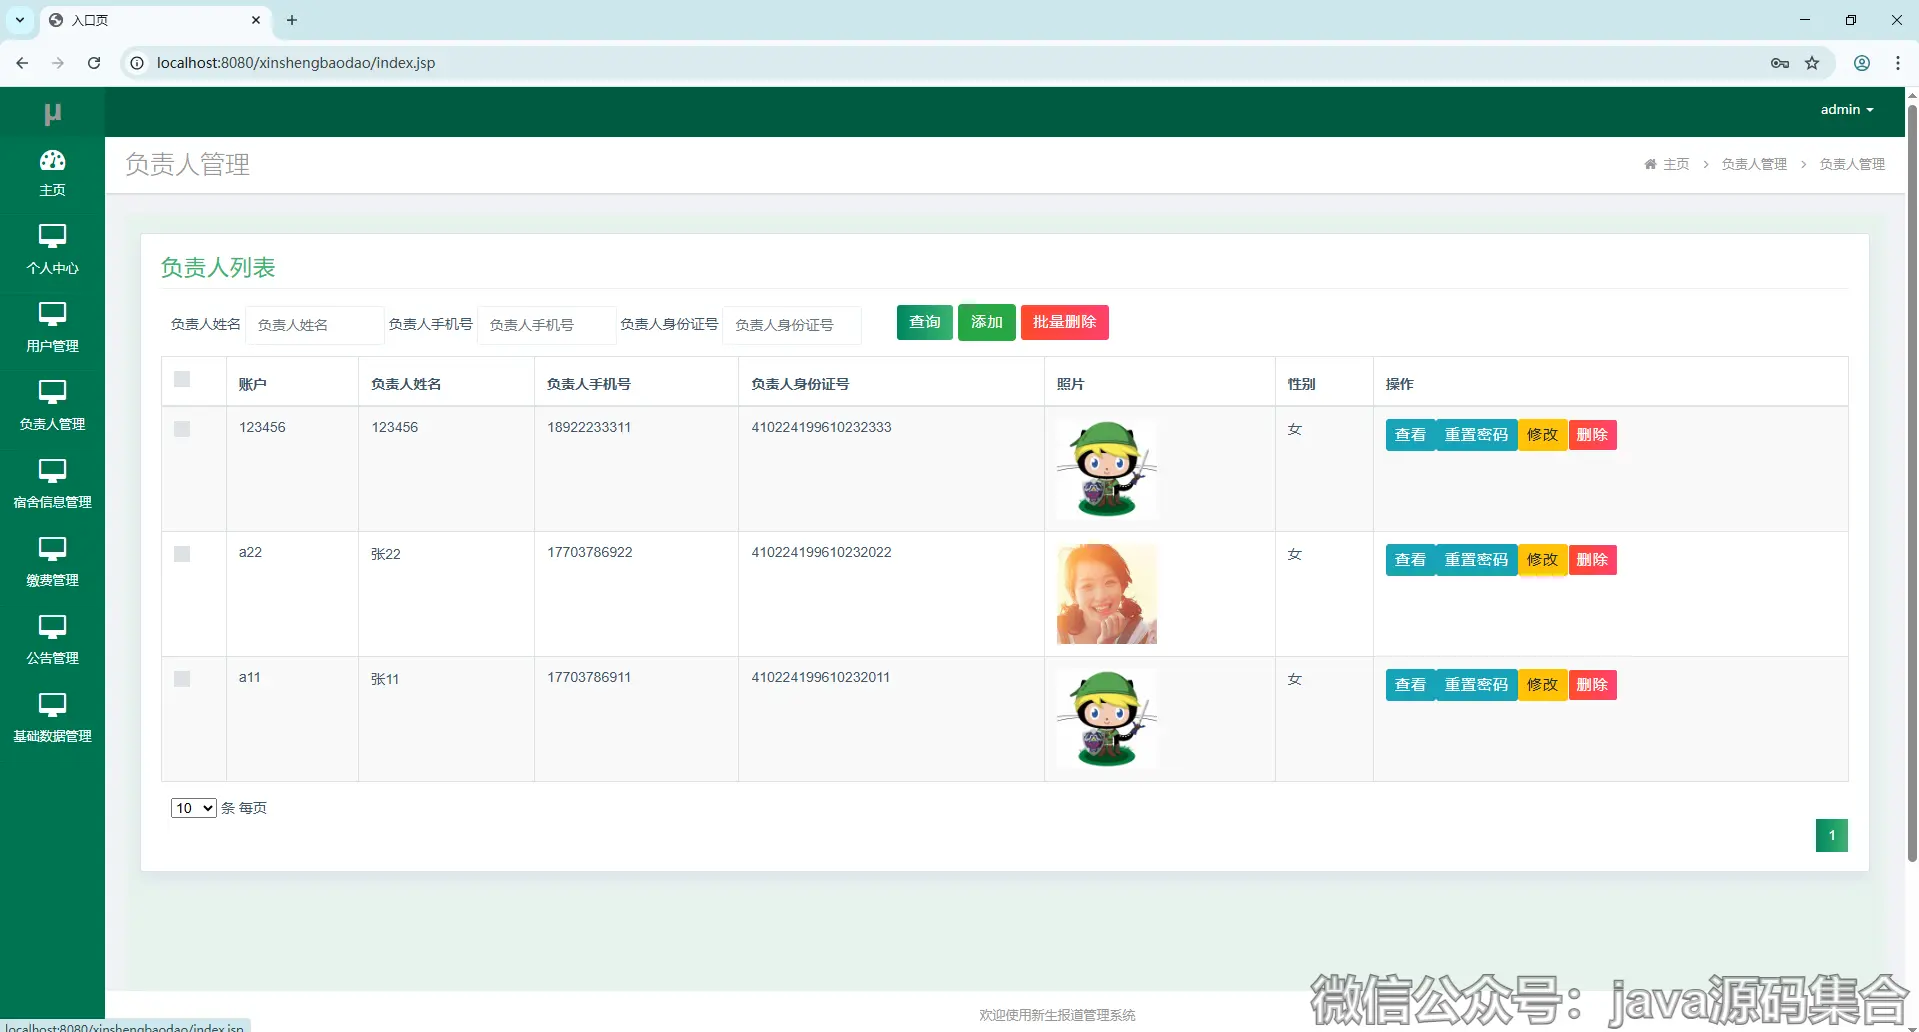 入口页
localhost:8080/xinshengbaodao/index.jsp
µ
admin
主页
个人中心
用户管理
负责人管理
宿舍信息管理
缴费管理
公告管理
基础数据管理
负责人管理
主页 > 负责人管理 > 负责人管理
负责人列表
负责人姓名 负责人姓名 负责人手机号 负责人手机号 负责人身份证号 负责人身份证号 查询 添加 批量删除
账户 负责人姓名 负责人手机号 负责人身份证号 照片 性别 操作
123456 123456 18922233311 410224199610232333 女 查看 重置密码 修改 删除
a22 张22 17703786922 410224199610232022 女 查看 重置密码 修改 删除
a11 张11 17703786911 410224199610232011 女 查看 重置密码 修改 删除
10 条 每页
1
欢迎使用新生报道管理系统
微信公众号：java源码集合
localhost:8080/xinshengbaodao/index.jsp